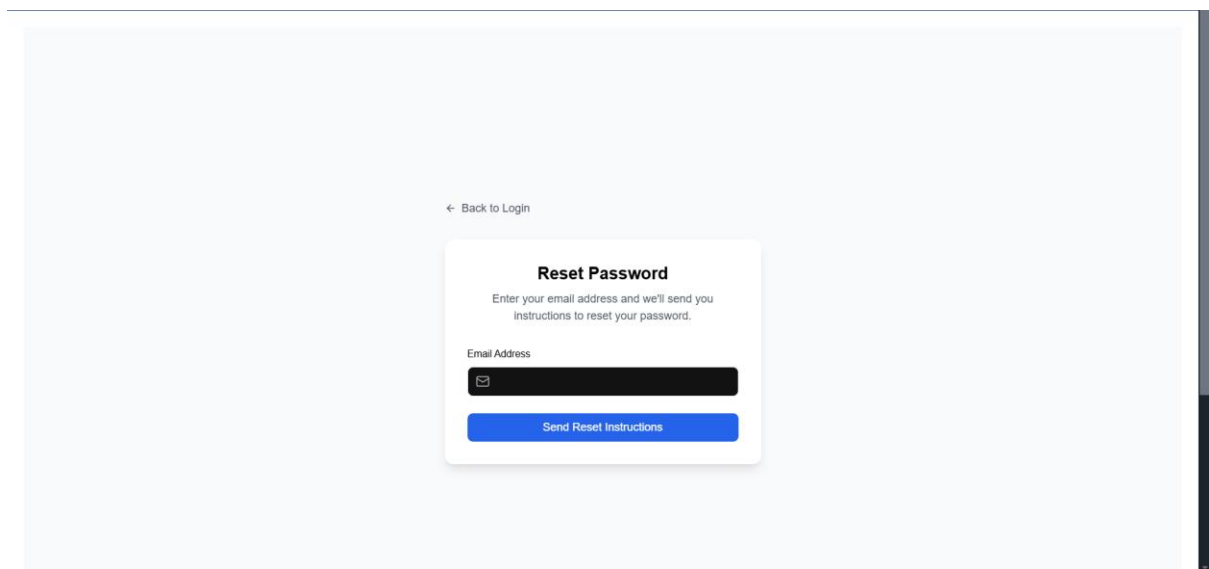 Back to Login
Reset Password
Enter your email address and we'll send you
instructions to reset your password.
Email Address
Send Reset Instructions